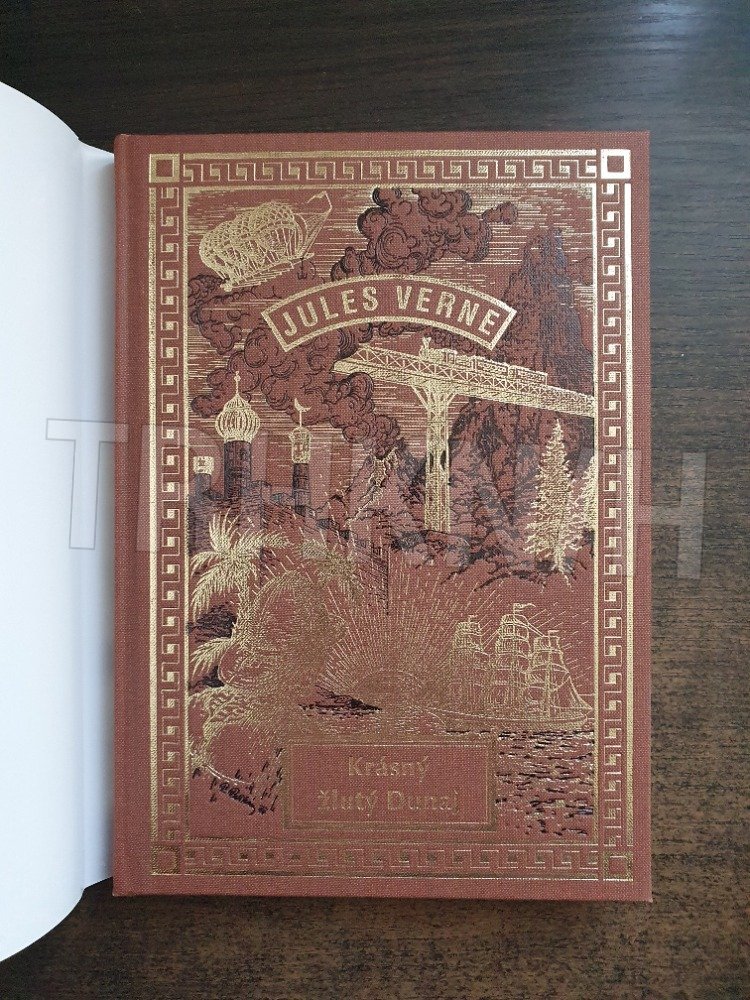 JULES VERNE
Krásný
žlutý Dunaj